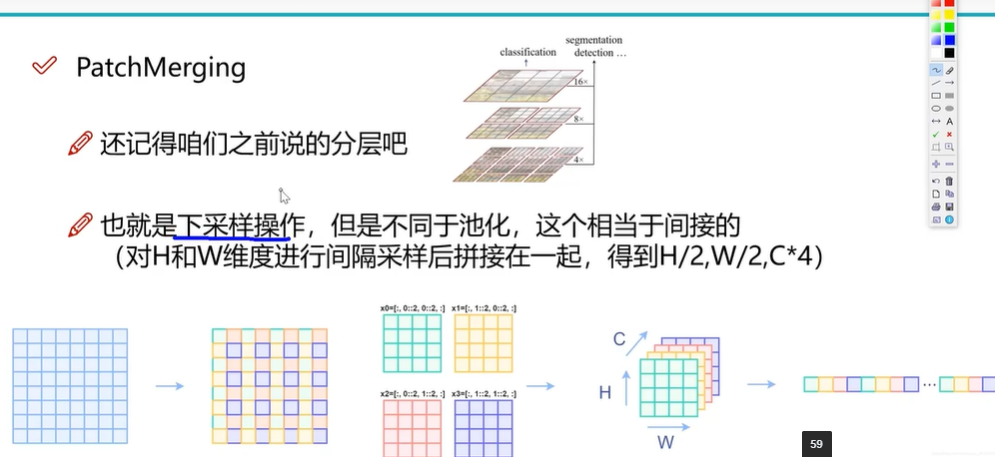 PatchMerging
classification
segmentation
detection ...
16×
8×
4×
还记得咱们之前说的分层吧
也就是下采样操作，但是不同于池化，这个相当于间接的
（对H和W维度进行间隔采样后拼接在一起，得到H/2,W/2,C*4）
x0=[:, 0::2, 0::2, :] x1=[:, 1::2, 0::2, :]
x2=[:, 0::2, 1::2, :] x3=[:, 1::2, 1::2, :]
C
H
W
...
59
A